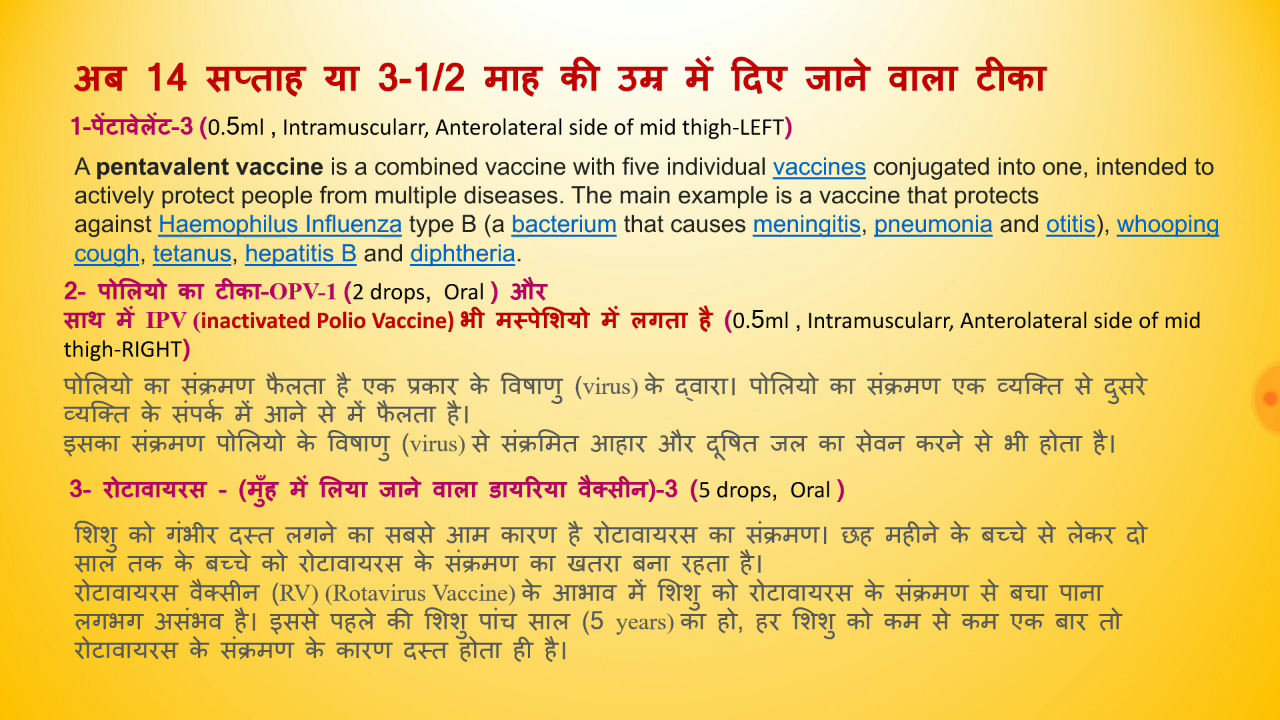 अब 14 सप्ताह या 3-1/2 माह की उम्र में दिए जाने वाला टीका
1-पेंटावेलेंट-3 (0.5ml , Intramuscularr, Anterolateral side of mid thigh-LEFT)
A pentavalent vaccine is a combined vaccine with five individual vaccines conjugated into one, intended to
actively protect people from multiple diseases. The main example is a vaccine that protects
against Haemophilus Influenza type B (a bacterium that causes meningitis, pneumonia and otitis), whooping
cough, tetanus, hepatitis B and diphtheria.
2- पोलियो का टीका-OPV-1 (2 drops, Oral ) और
साथ में IPV (inactivated Polio Vaccine) भी मस्पेशियो में लगता है (0.5ml , Intramuscularr, Anterolateral side of mid
thigh-RIGHT)
पोलियो का संक्रमण फैलता है एक प्रकार के विषाणु (virus) के द्वारा। पोलियो का संक्रमण एक व्यक्ति से दुसरे
व्यक्ति के संपर्क में आने से में फैलता है।
इसका संक्रमण पोलियो के विषाणु (virus) से संक्रमित आहार और दूषित जल का सेवन करने से भी होता है।
3- रोटावायरस - (मुँह में लिया जाने वाला डायरिया वैक्सीन)-3 (5 drops, Oral )
शिशु को गंभीर दस्त लगने का सबसे आम कारण है रोटावायरस का संक्रमण। छह महीने के बच्चे से लेकर दो
साल तक के बच्चे को रोटावायरस के संक्रमण का खतरा बना रहता है।
रोटावायरस वैक्सीन (RV) (Rotavirus Vaccine) के आभाव में शिशु को रोटावायरस के संक्रमण से बचा पाना
लगभग असंभव है। इससे पहले की शिशु पांच साल (5 years) का हो, हर शिशु को कम से कम एक बार तो
रोटावायरस के संक्रमण के कारण दस्त होता ही है।